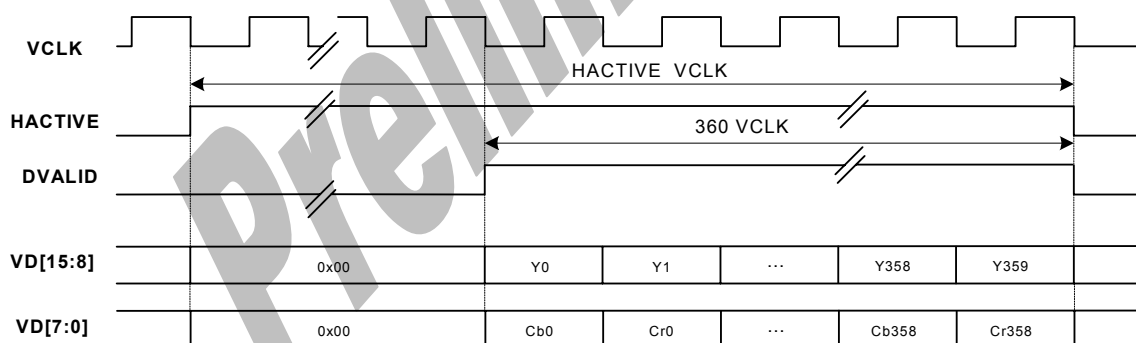 VCLK
HACTIVE VCLK
HACTIVE
360 VCLK
DVALID
VD[15:8]
0x00
Y0
Y1
...
Y358
Y359
VD[7:0]
0x00
Cb0
Cr0
...
Cb358
Cr358